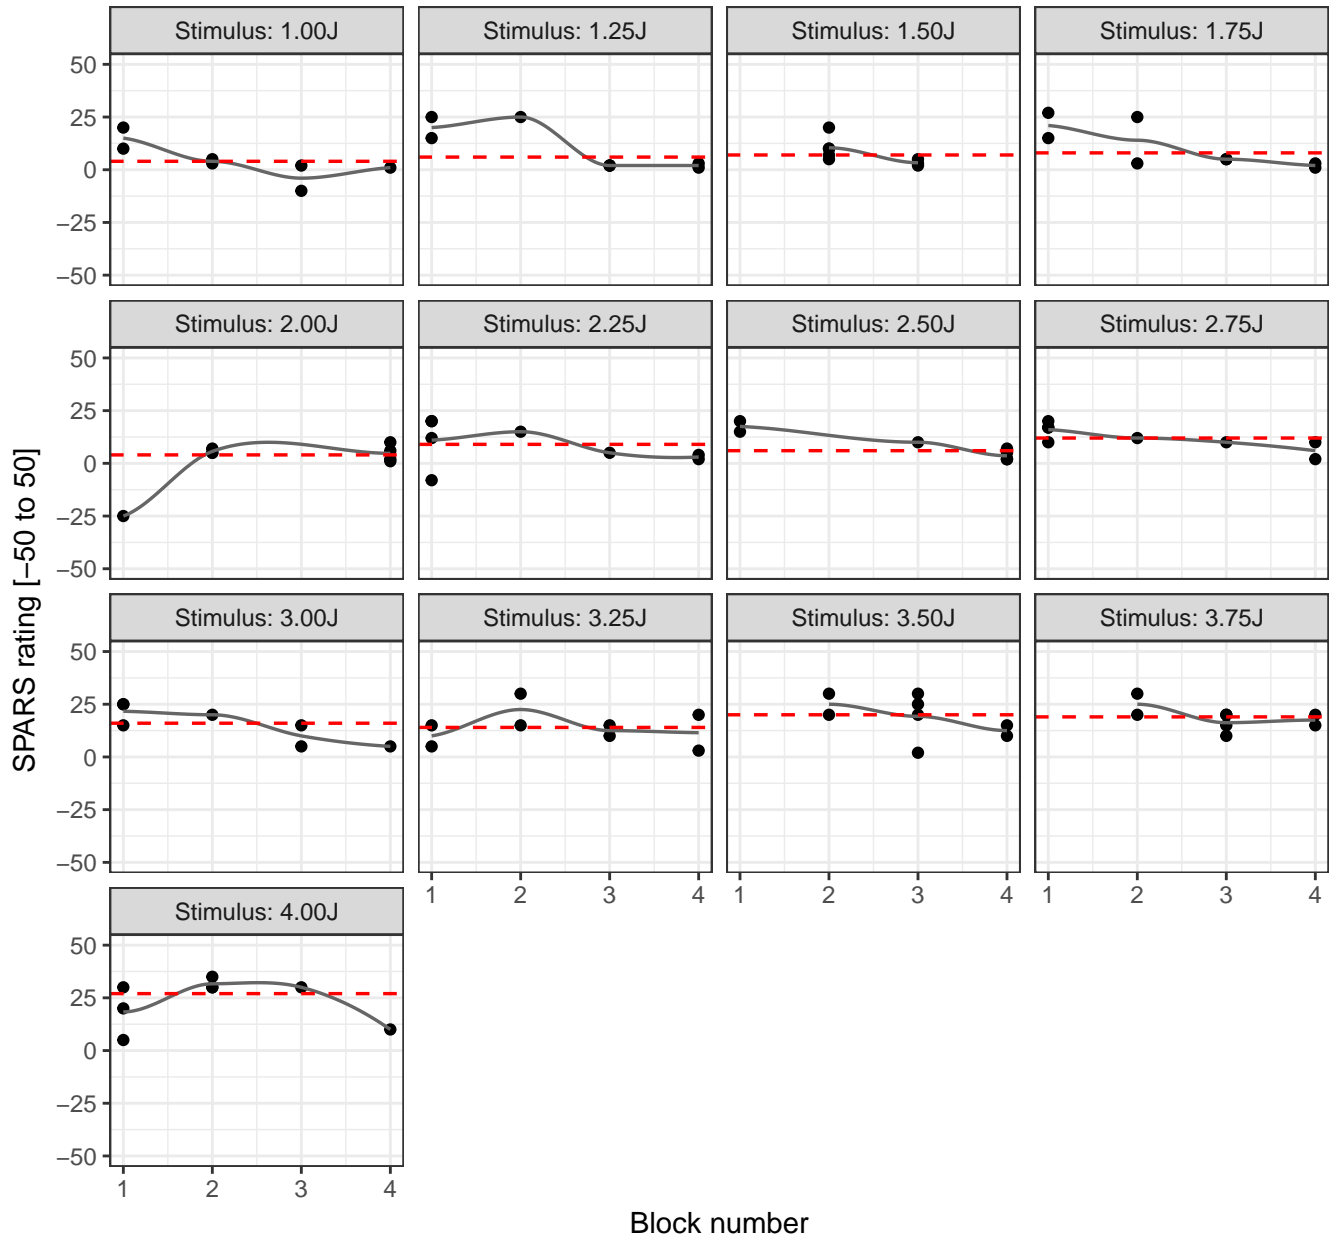 Stimulus: 1.00J
Stimulus: 1.25J
Stimulus: 1.50J
Stimulus: 1.75J
50
25
0
−25
−50
Stimulus: 2.00J
Stimulus: 2.25J
Stimulus: 2.50J
Stimulus: 2.75J
50
25
0
−25
−50
SPARS rating [−50 to 50]
Stimulus: 3.00J
Stimulus: 3.25J
Stimulus: 3.50J
Stimulus: 3.75J
50
25
0
−25
−50
1 2 3 4
1 2 3 4
1 2 3 4
Stimulus: 4.00J
50
25
0
−25
−50
1 2 3 4
Block number